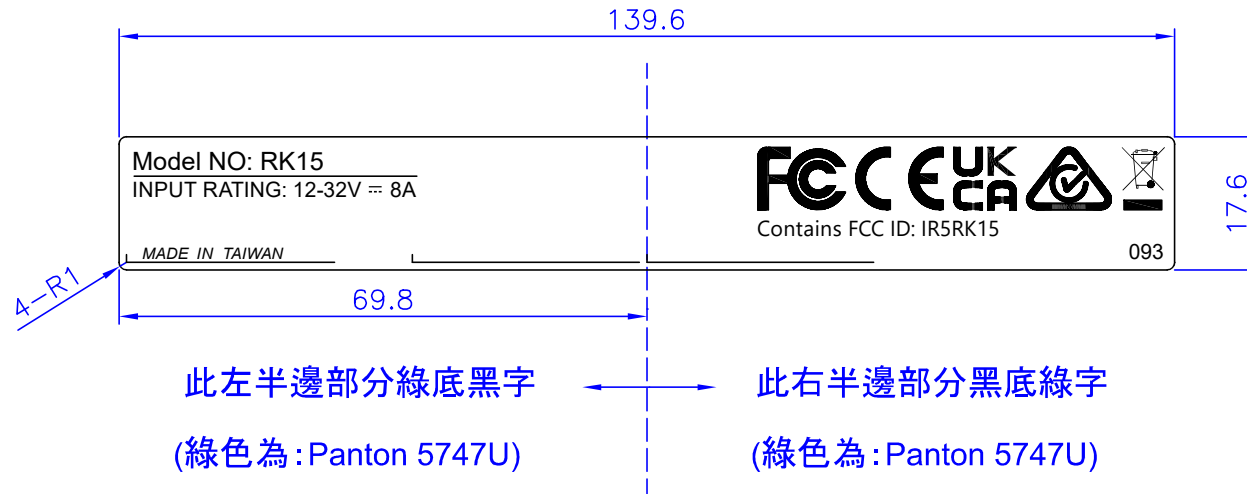 139.6
Model NO: RK15
INPUT RATING: 12-32V ⎓ 8A
FC CE UK
CA
Contains FCC ID: IR5RK15
MADE IN TAIWAN
093
17.6
4-R1
69.8
此左半邊部分綠底黑字
此右半邊部分黑底綠字
(綠色為:Panton 5747U)
(綠色為:Panton 5747U)